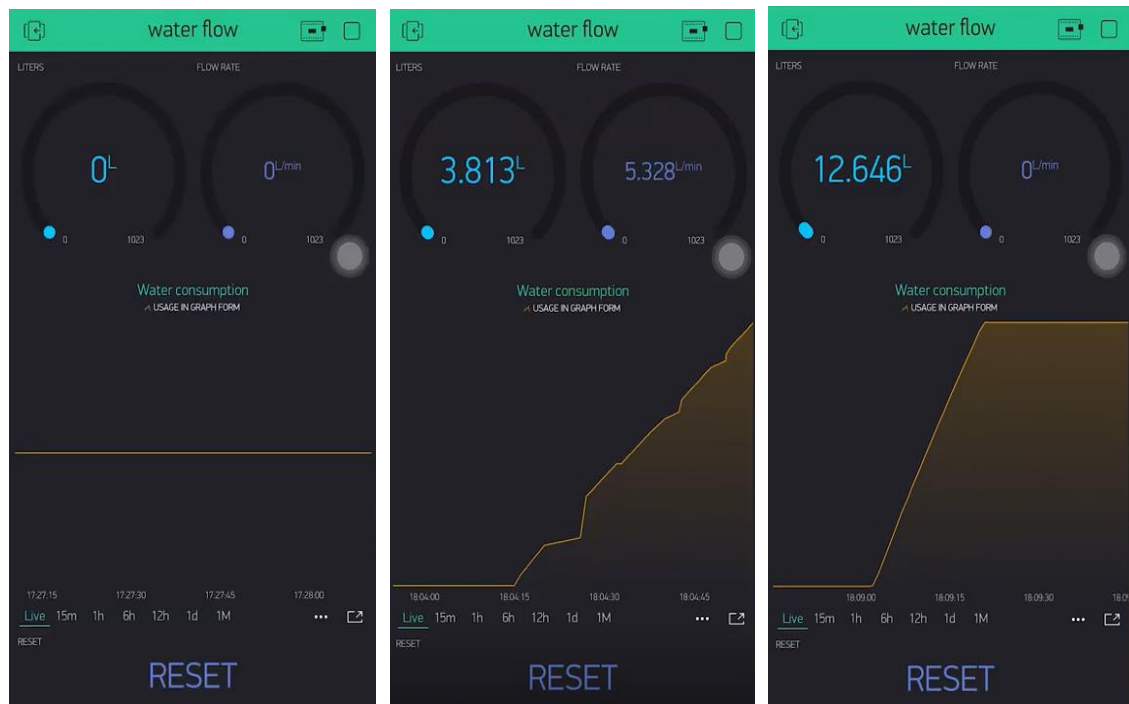 water flow
LITERS FLOW RATE
0L 0L/min
0 1023 0 1023
Water consumption
USAGE IN GRAPH FORM
17:27:15 17:27:30 17:27:45 17:28:00
Live 15m 1h 6h 12h 1d 1M ...
RESET
RESET
water flow
LITERS FLOW RATE
3.813L 5.328L/min
0 1023 0 1023
Water consumption
USAGE IN GRAPH FORM
18:04:00 18:04:15 18:04:30 18:04:45
Live 15m 1h 6h 12h 1d 1M ...
RESET
RESET
water flow
LITERS FLOW RATE
12.646L 0L/min
0 1023 0 1023
Water consumption
USAGE IN GRAPH FORM
18:09:00 18:09:15 18:09:30
Live 15m 1h 6h 12h 1d 1M ...
RESET
RESET